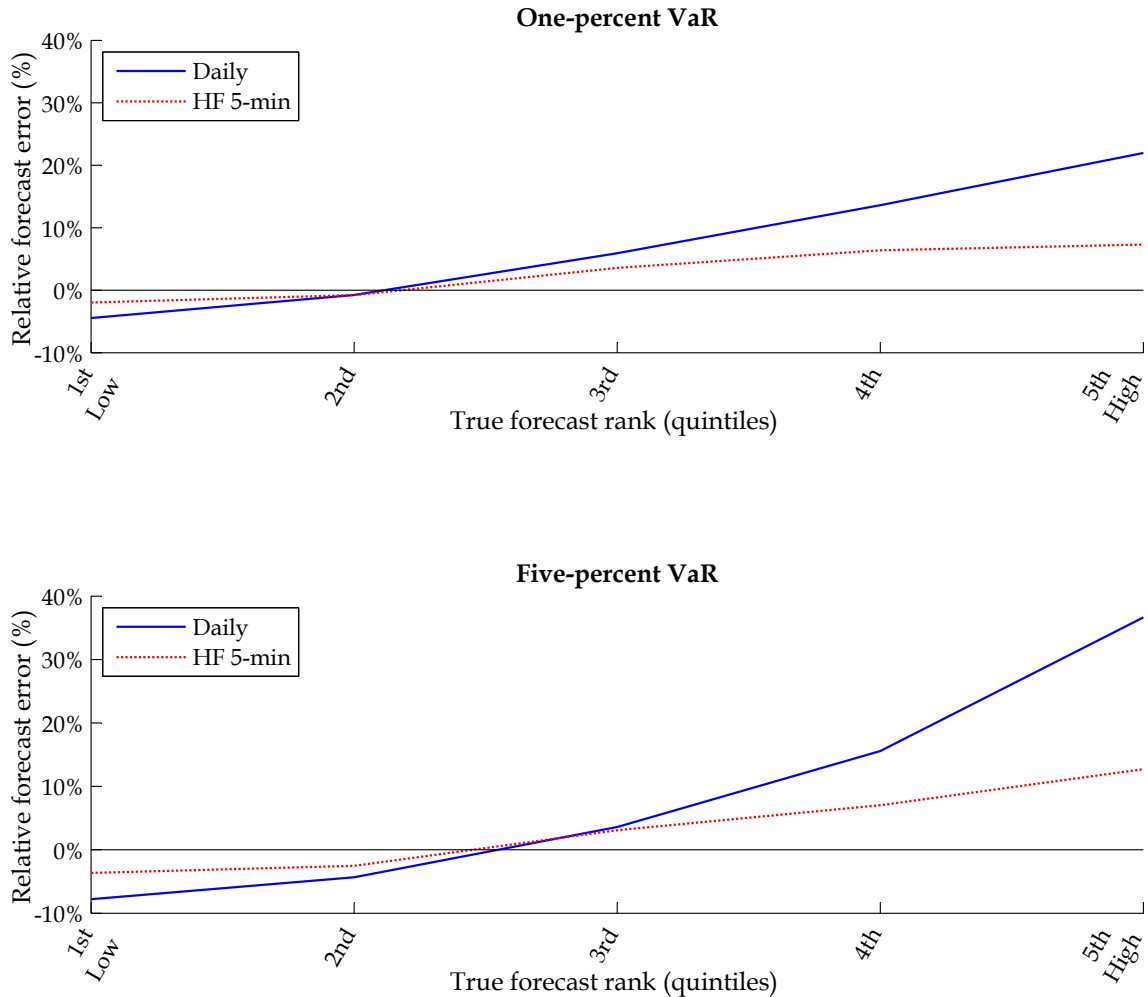 One-percent VaR
40%
30%
20%
10%
0%
-10%
Relative forecast error (%)
Daily
HF 5-min
1st
Low
2nd
3rd
4th
5th
High
True forecast rank (quintiles)
Five-percent VaR
40%
30%
20%
10%
0%
-10%
Relative forecast error (%)
Daily
HF 5-min
1st
Low
2nd
3rd
4th
5th
High
True forecast rank (quintiles)